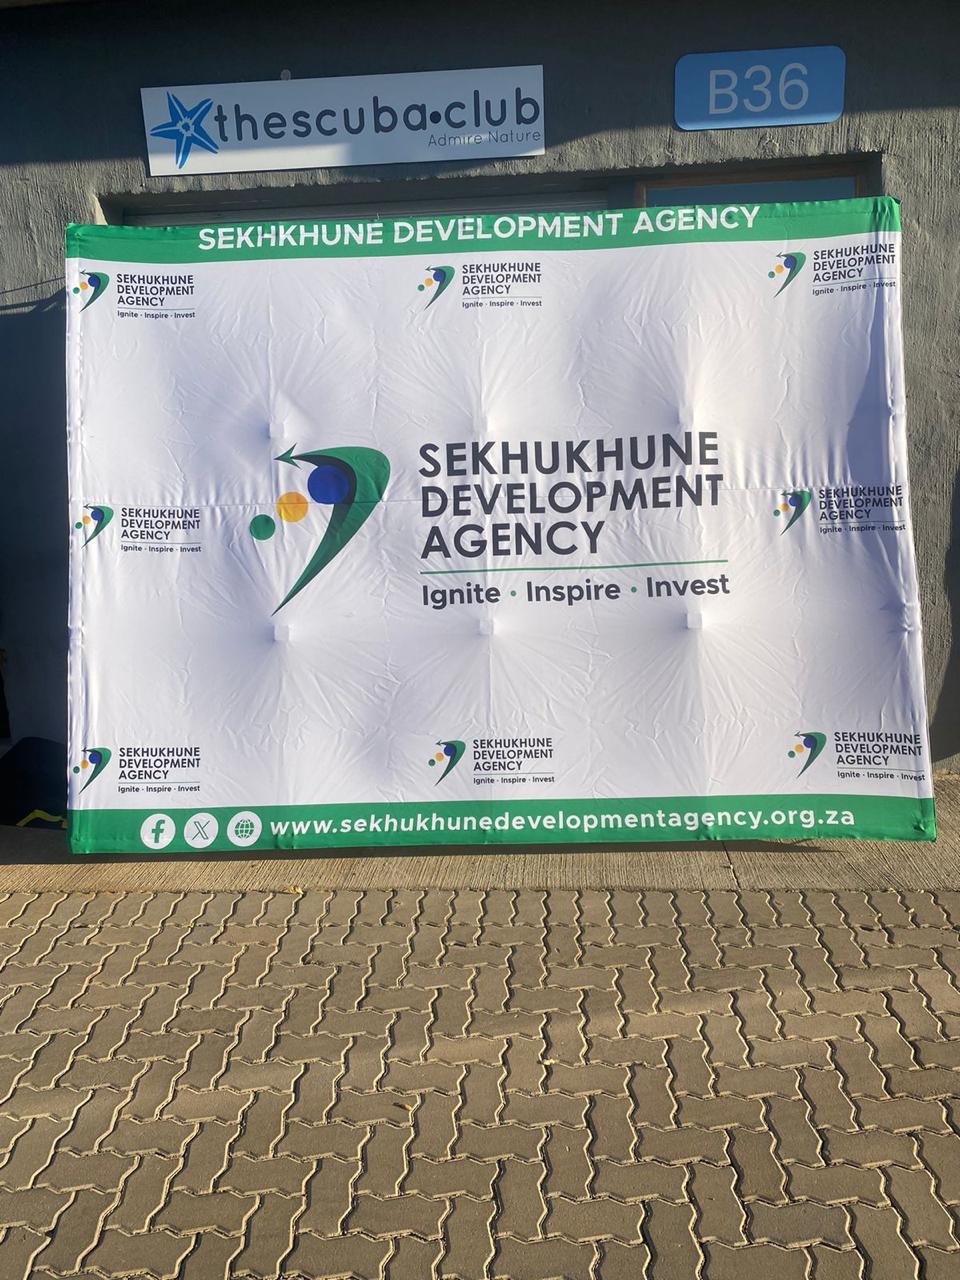 thescuba•club
Admire Nature
B36
SEKHKHUNE DEVELOPMENT AGENCY
SEKHUKHUNE
DEVELOPMENT
AGENCY
Ignite · Inspire · Invest
SEKHUKHUNE
DEVELOPMENT
AGENCY
Ignite · Inspire · Invest
SEKHUKHUNE
DEVELOPMENT
AGENCY
Ignite · Inspire · Invest
SEKHUKHUNE
DEVELOPMENT
AGENCY
Ignite · Inspire · Invest
SEKHUKHUNE
DEVELOPMENT
AGENCY
Ignite · Inspire · Invest
SEKHUKHUNE
DEVELOPMENT
AGENCY
Ignite · Inspire · Invest
SEKHUKHUNE
DEVELOPMENT
AGENCY
Ignite · Inspire · Invest
SEKHUKHUNE
DEVELOPMENT
AGENCY
Ignite · Inspire · Invest
SEKHUKHUNE
DEVELOPMENT
AGENCY
Ignite · Inspire · Invest
www.sekhukhunedevelopmentagency.org.za